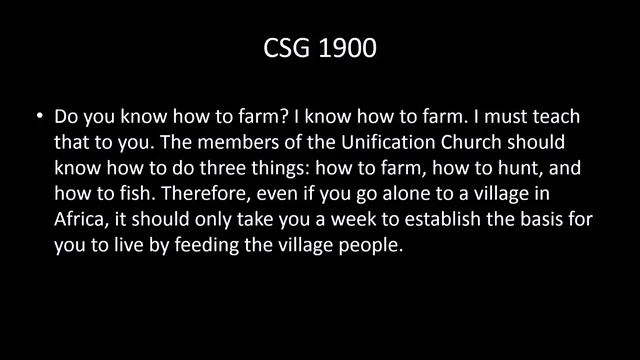 CSG 1900
• Do you know how to farm? I know how to farm. I must teach
that to you. The members of the Unification Church should
know how to do three things: how to farm, how to hunt, and
how to fish. Therefore, even if you go alone to a village in
Africa, it should only take you a week to establish the basis for
you to live by feeding the village people.